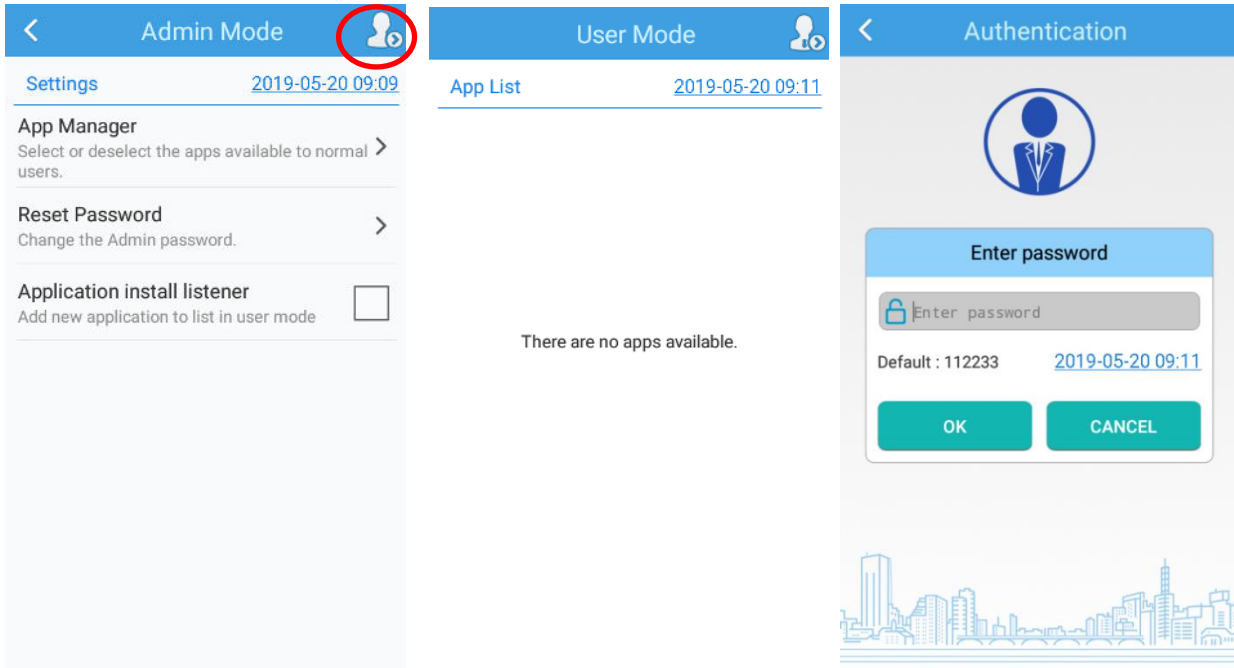 Admin Mode
Settings
2019-05-20 09:09
App Manager
Select or deselect the apps available to normal
users.
Reset Password
Change the Admin password.
Application install listener
Add new application to list in user mode
User Mode
App List
2019-05-20 09:11
There are no apps available.
Authentication
Enter password
Enter password
Default : 112233
2019-05-20 09:11
OK
CANCEL